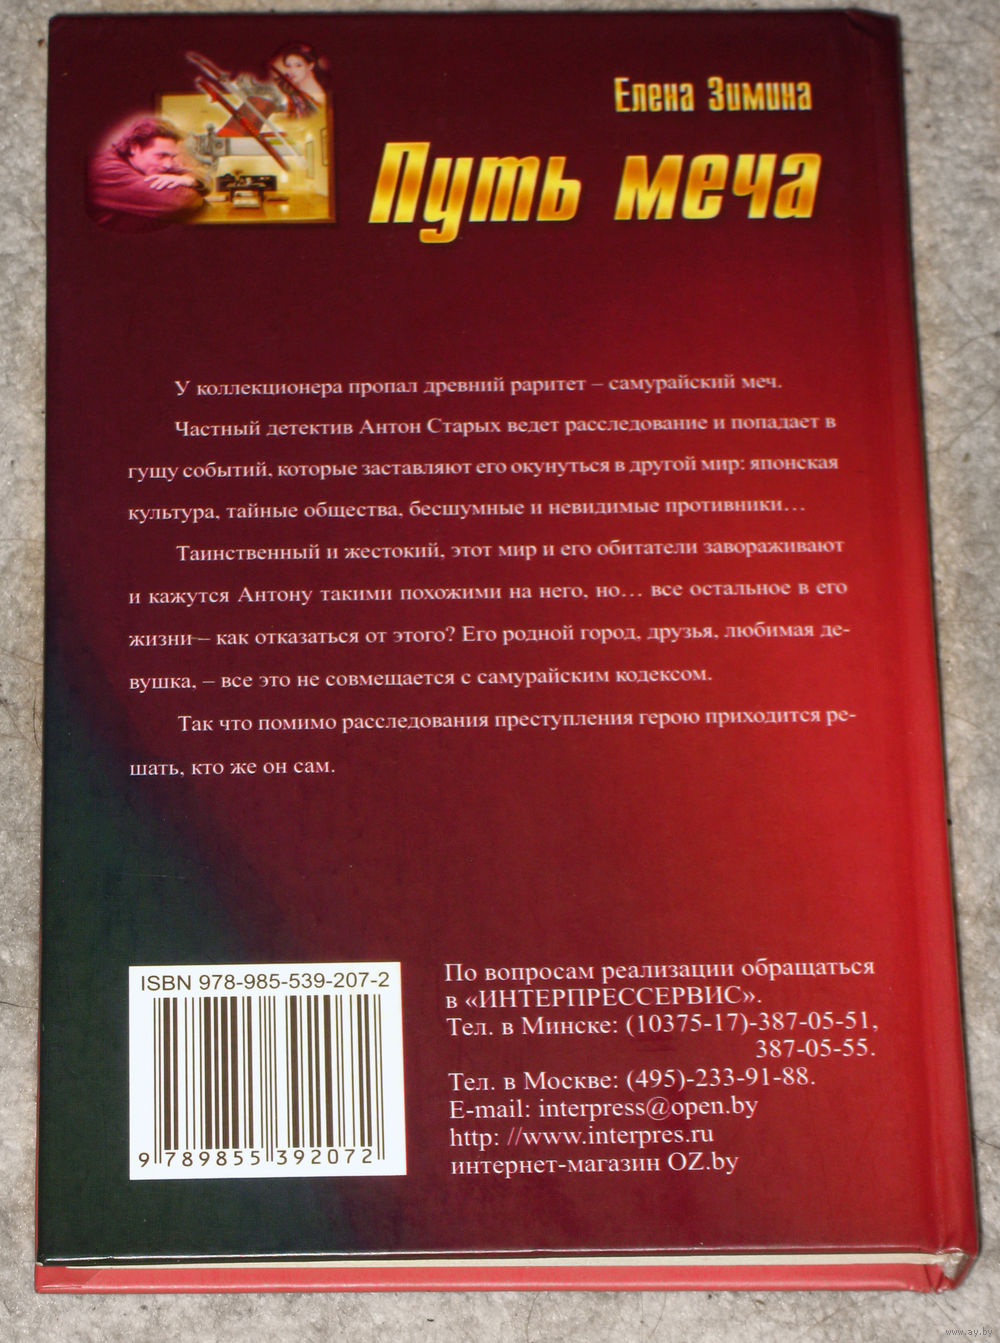 Елена Зимина
Путь меча
У коллекционера пропал древний раритет – самурайский меч.
Частный детектив Антон Старых ведет расследование и попадает в
гущу событий, которые заставляют его окунуться в другой мир: японская
культура, тайные общества, бесшумные и невидимые противники…
Таинственный и жестокий, этот мир и его обитатели завораживают
и кажутся Антону такими похожими на него, но… все остальное в его
жизни – как отказаться от этого? Его родной город, друзья, любимая де-
вушка, – все это не совмещается с самурайским кодексом.
Так что помимо расследования преступления герою приходится ре-
шать, кто же он сам.
ISBN 978-985-539-207-2
9 789855 392072
По вопросам реализации обращаться
в «ИНТЕРПРЕССЕРВИС».
Тел. в Минске: (10375-17)-387-05-51,
387-05-55.
Тел. в Москве: (495)-233-91-88.
E-mail: interpress@open.by
http: //www.interpres.ru
интернет-магазин OZ.by
www.ay.by